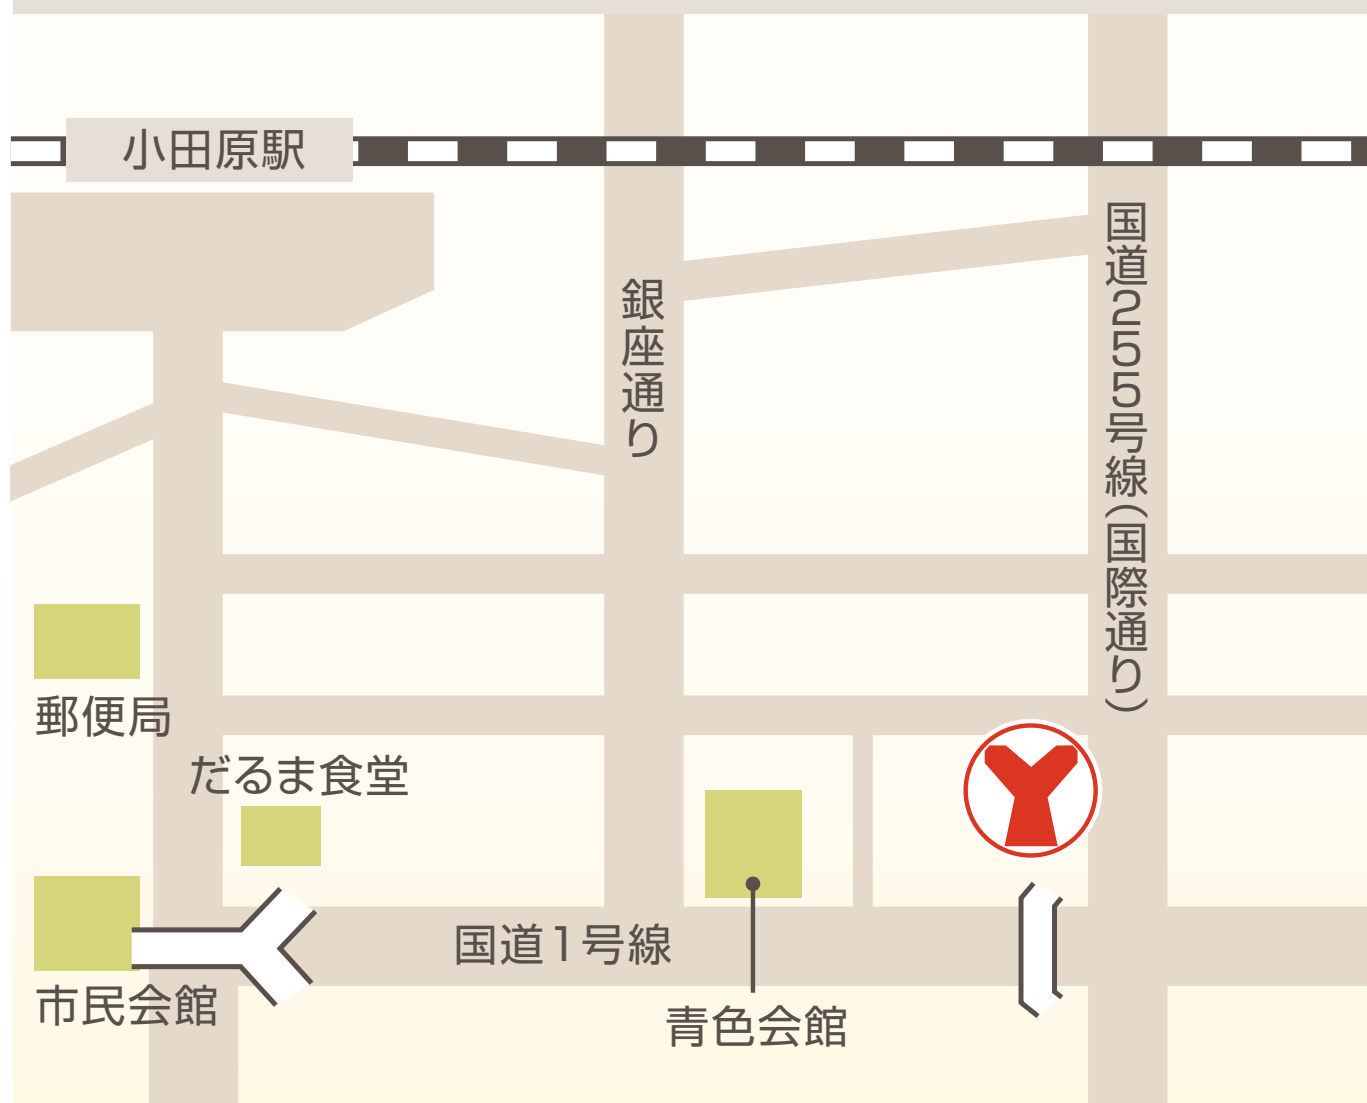 小田原駅
銀座通り
国道255号線(国際通り)
郵便局
だるま食堂
国道1号線
市民会館
青色会館